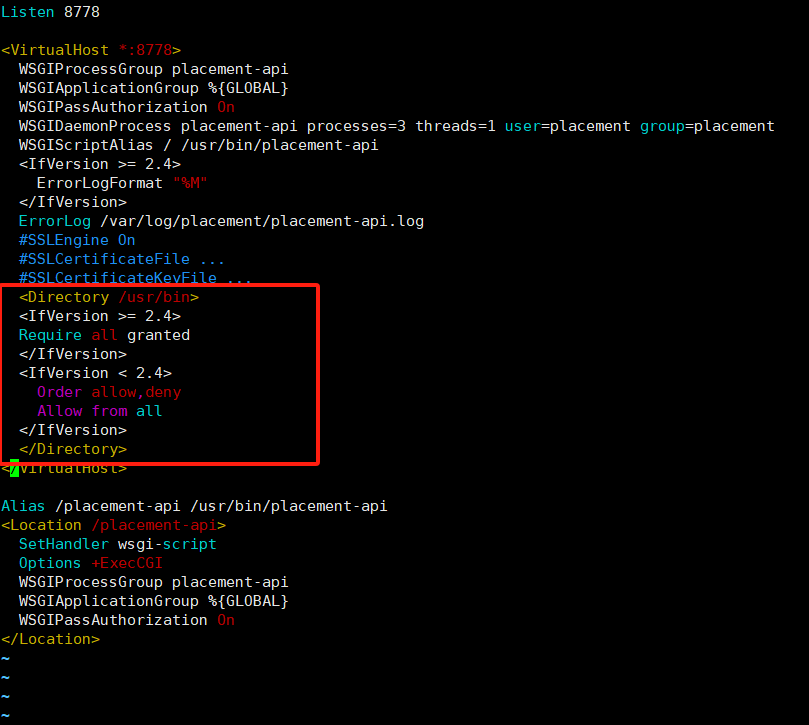 Listen 8778
<VirtualHost *:8778>
WSGIProcessGroup placement-api
WSGIApplicationGroup %{GLOBAL}
WSGIPassAuthorization On
WSGIDaemonProcess placement-api processes=3 threads=1 user=placement group=placement
WSGIScriptAlias / /usr/bin/placement-api
<IfVersion >= 2.4>
ErrorLogFormat "%M"
</IfVersion>
ErrorLog /var/log/placement/placement-api.log
#SSLEngine On
#SSLCertificateFile ...
#SSLCertificateKeyFile ...
<Directory /usr/bin>
<IfVersion >= 2.4>
Require all granted
</IfVersion>
<IfVersion < 2.4>
Order allow,deny
Allow from all
</IfVersion>
</Directory>
</VirtualHost>
Alias /placement-api /usr/bin/placement-api
<Location /placement-api>
SetHandler wsgi-script
Options +ExecCGI
WSGIProcessGroup placement-api
WSGIApplicationGroup %{GLOBAL}
WSGIPassAuthorization On
</Location>
~
~
~
~